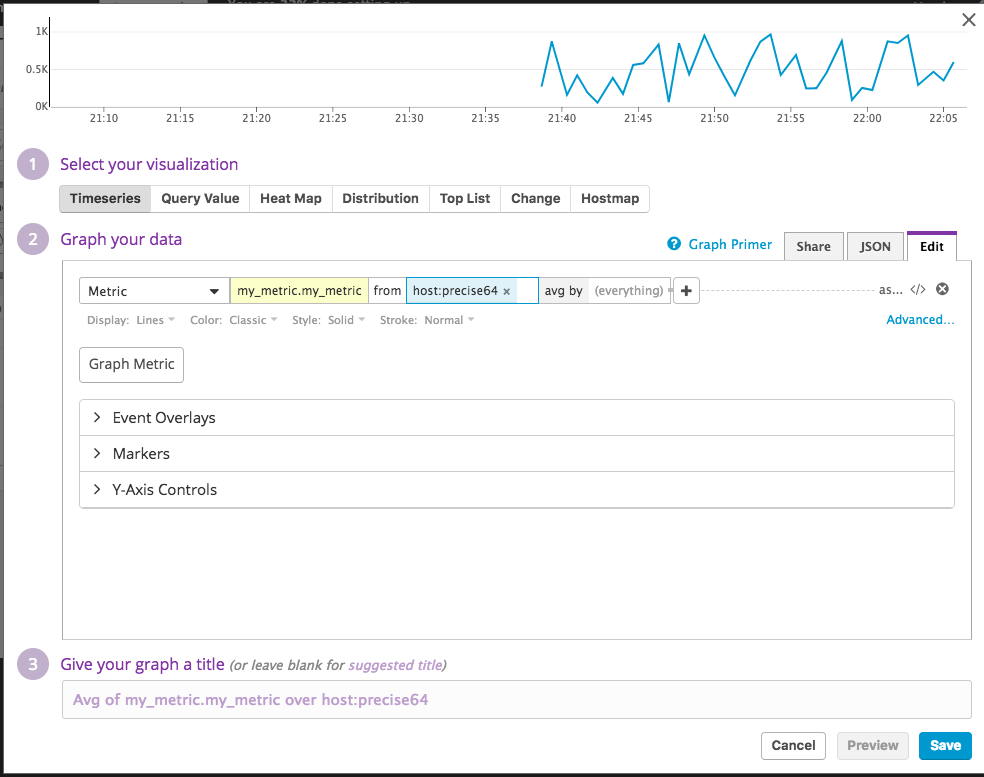 1K
0.5K
0K
21:10 21:15 21:20 21:25 21:30 21:35 21:40 21:45 21:50 21:55 22:00 22:05
1 Select your visualization
Timeseries Query Value Heat Map Distribution Top List Change Hostmap
2 Graph your data
? Graph Primer Share JSON Edit
Metric my_metric.my_metric from host:precise64 × avg by (everything) + as... </>
Display: Lines Color: Classic Style: Solid Stroke: Normal Advanced...
Graph Metric
Event Overlays
Markers
Y-Axis Controls
3 Give your graph a title (or leave blank for suggested title)
Avg of my_metric.my_metric over host:precise64
Cancel Preview Save